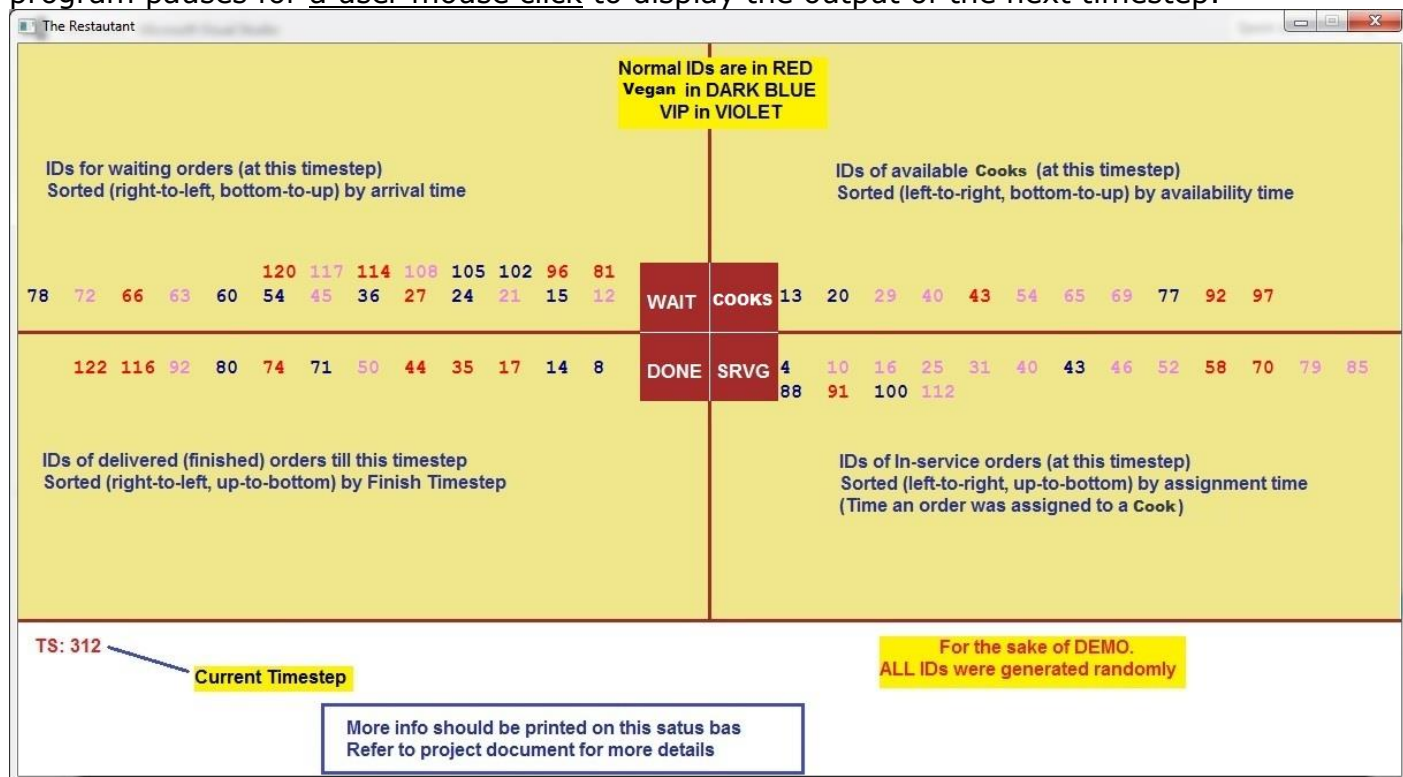 program pauses for a user mouse click to display the output of the next timestep.
The Restautant
Normal IDs are in RED
Vegan in DARK BLUE
VIP in VIOLET
IDs for waiting orders (at this timestep)
Sorted (right-to-left, bottom-to-up) by arrival time
IDs of available Cooks (at this timestep)
Sorted (left-to-right, bottom-to-up) by availability time
120 117 114 108 105 102 96 81
78 72 66 63 60 54 45 36 27 24 21 15 12
WAIT
COOKS
13 20 29 40 43 54 65 69 77 92 97
122 116 92 80 74 71 50 44 35 17 14 8
DONE
SRVG
4 10 16 25 31 40 43 46 52 58 70 79 85
88 91 100 112
IDs of delivered (finished) orders till this timestep
Sorted (right-to-left, up-to-bottom) by Finish Timestep
IDs of In-service orders (at this timestep)
Sorted (left-to-right, up-to-bottom) by assignment time
(Time an order was assigned to a Cook)
TS: 312
Current Timestep
For the sake of DEMO.
ALL IDs were generated randomly
More info should be printed on this satus bas
Refer to project document for more details